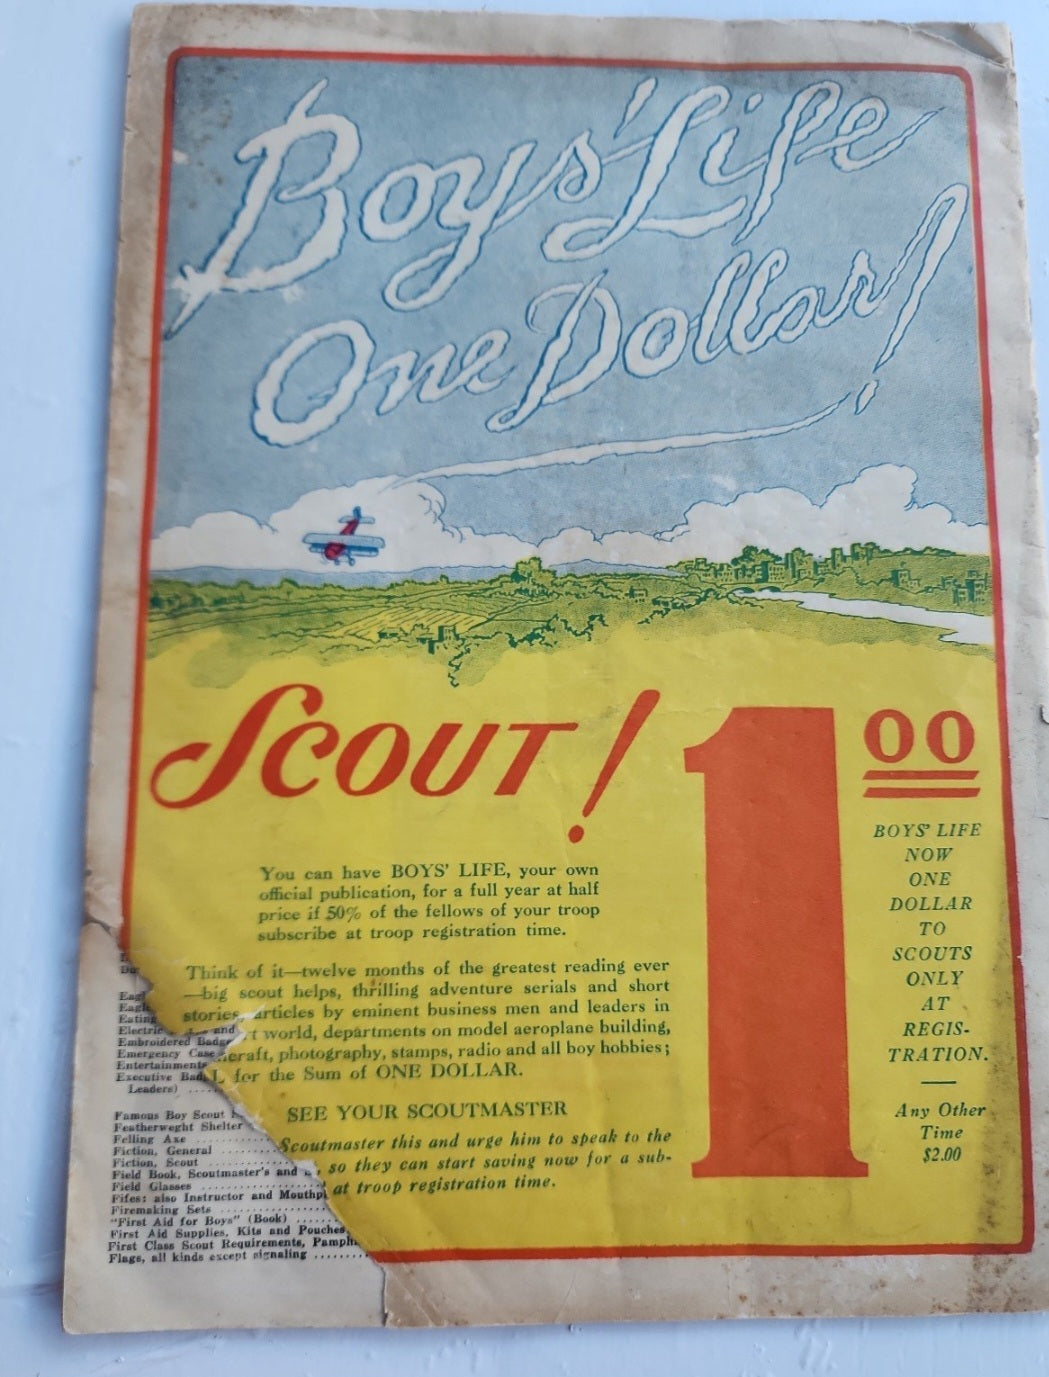 Boys' Life
One Dollar!
SCOUT!
1 00
You can have BOYS' LIFE, your own
official publication, for a full year at half
price if 50% of the fellows of your troop
subscribe at troop registration time.
Think of it—twelve months of the greatest reading ever
—big scout helps, thrilling adventure serials and short
stories, articles by eminent business men and leaders in
world, departments on model aeroplane building,
craft, photography, stamps, radio and all boy hobbies;
for the Sum of ONE DOLLAR.
SEE YOUR SCOUTMASTER
Scoutmaster this and urge him to speak to the
so they can start saving now for a sub-
at troop registration time.
BOYS' LIFE
NOW
ONE
DOLLAR
TO
SCOUTS
ONLY
AT
REGIS-
TRATION.
Any Other
Time
$2.00
Eagl
Eagle
Eating
Electric and
Embroidered Badg
Emergency Case
Entertainments
Executive Bad
Leaders) ....
Famous Boy Scout
Featherweght Shelter
Felling Axe ..........
Fiction, General ........
Fiction, Scout ..........
Field Book, Scoutmaster's and
Field Glasses ....................
Fifes: also Instructor and Mouthp
Firemaking Sets ................
"First Aid for Boys" (Book) ........
First Aid Supplies, Kits and Pouches,
First Class Scout Requirements, Pamph
Flags, all kinds except signaling ........